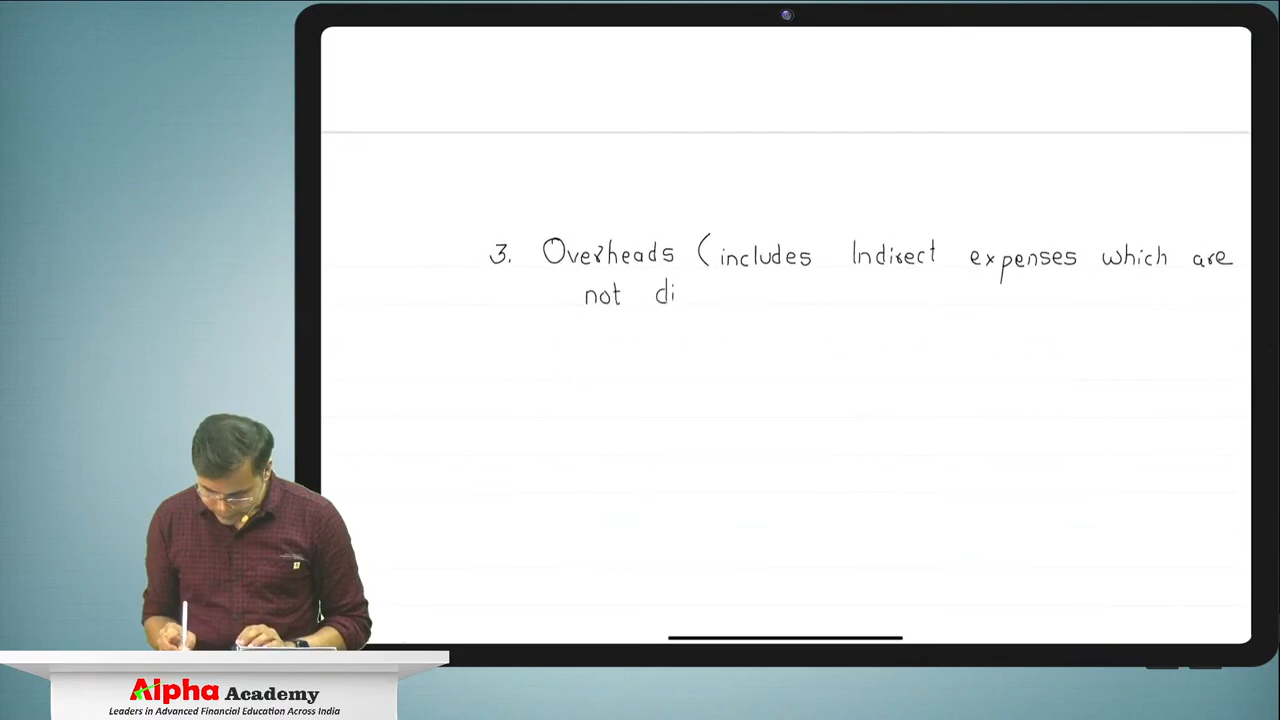 3. Overheads (includes Indirect expenses which are
not di
Alpha Academy
Leaders in Advanced Financial Education Across India